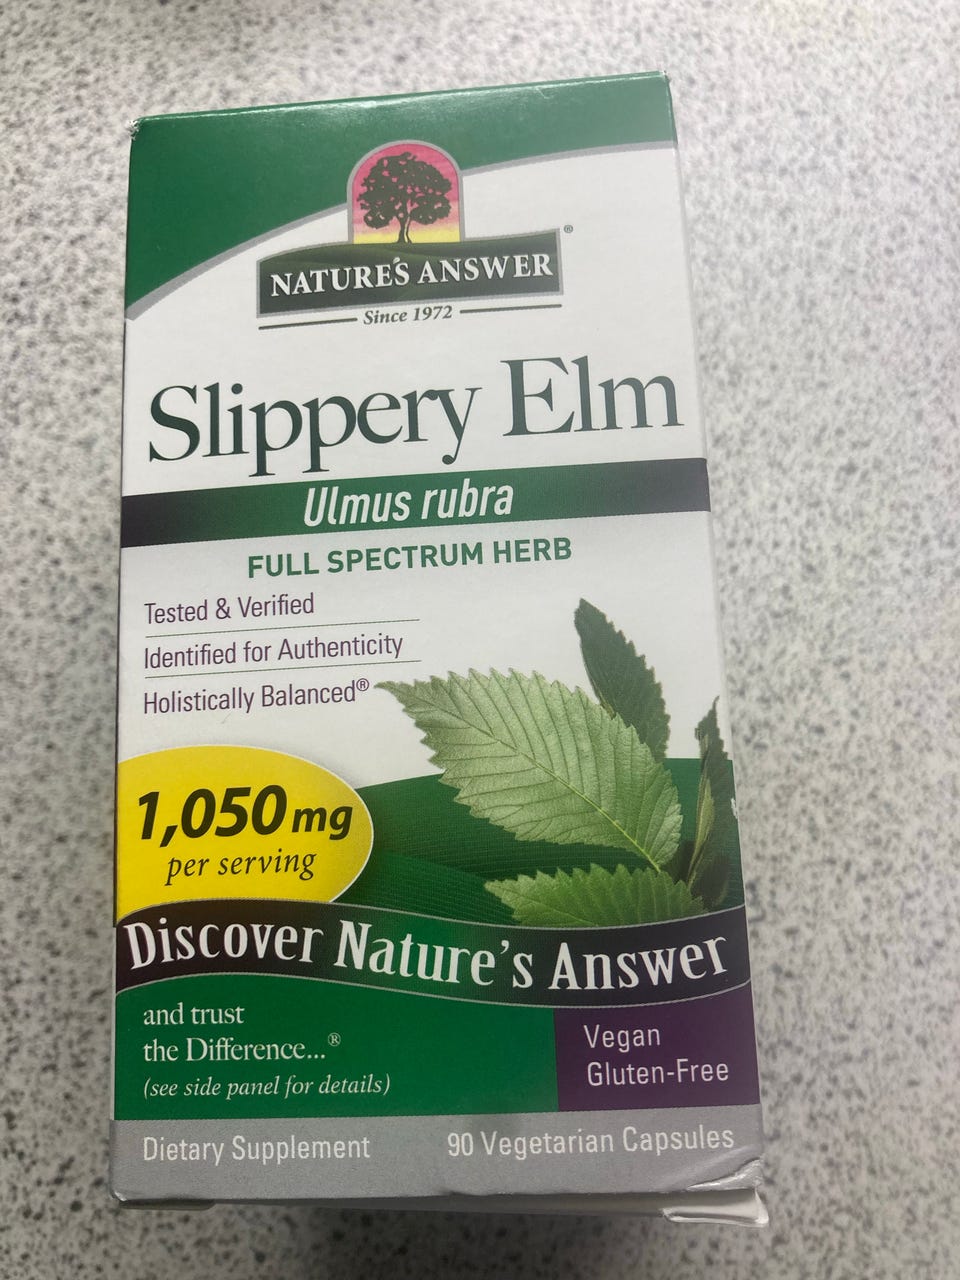 NATURE'S ANSWER®
Since 1972
Slippery Elm
Ulmus rubra
FULL SPECTRUM HERB
Tested & Verified
Identified for Authenticity
Holistically Balanced®
1,050 mg
per serving
Discover Nature's Answer
and trust
the Difference...®
(see side panel for details)
Vegan
Gluten-Free
Dietary Supplement
90 Vegetarian Capsules